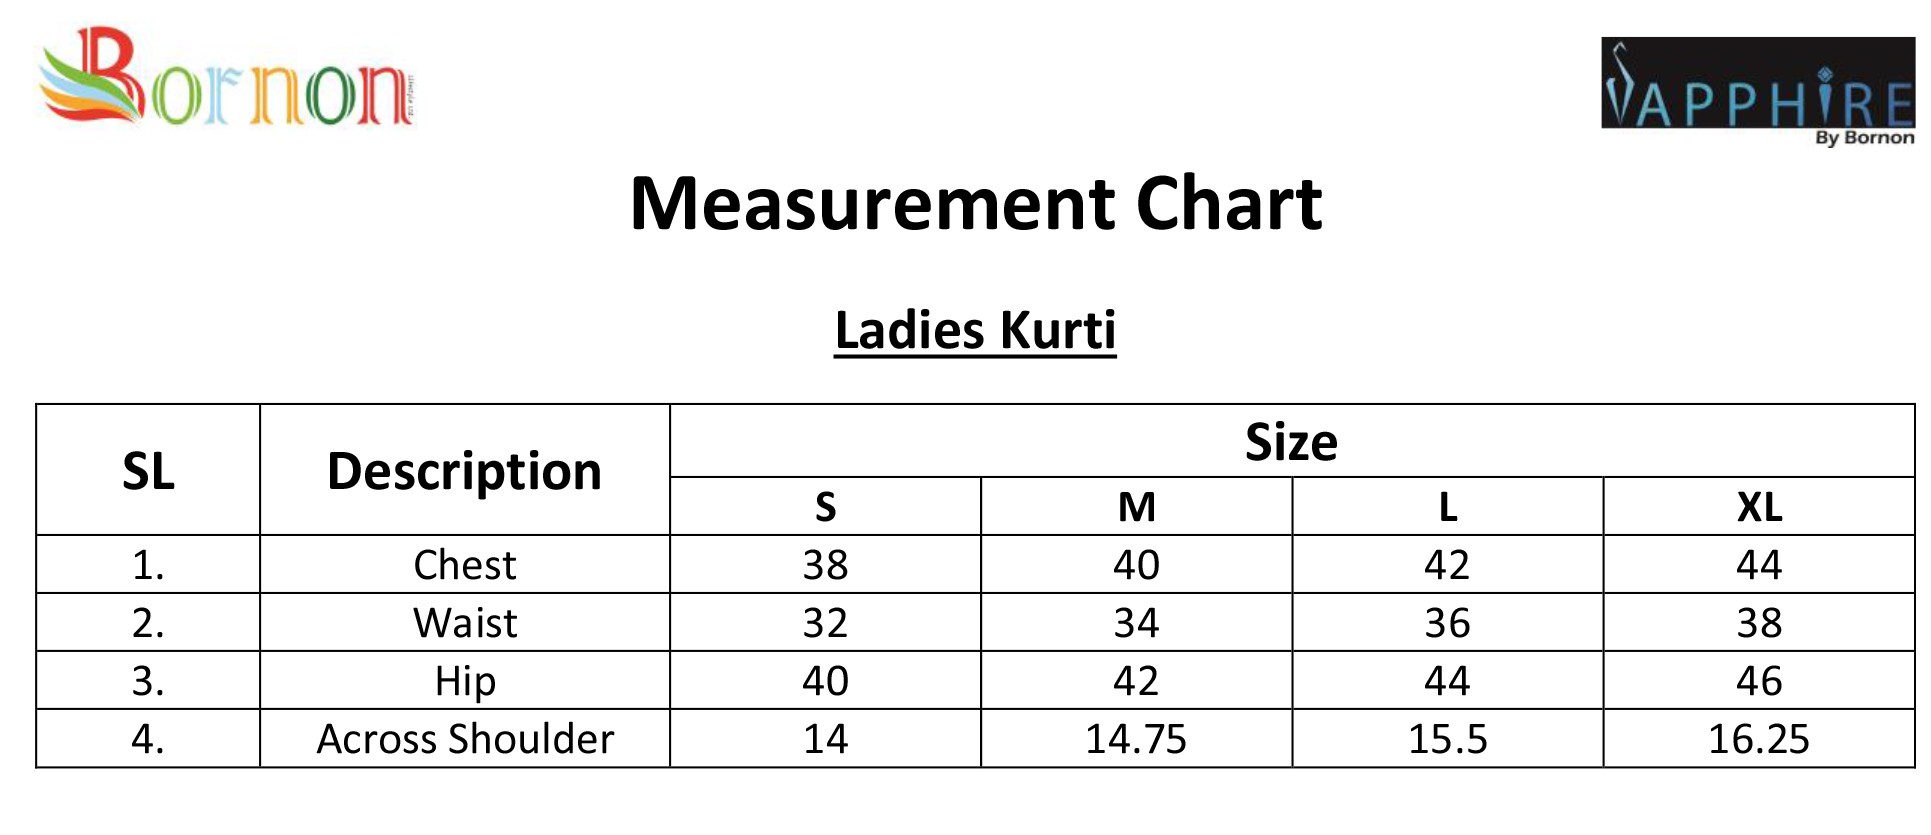 Bornon
SAPPHIRE
By Bornon
Measurement Chart
Ladies Kurti
SL Description Size
S M L XL
1. Chest 38 40 42 44
2. Waist 32 34 36 38
3. Hip 40 42 44 46
4. Across Shoulder 14 14.75 15.5 16.25